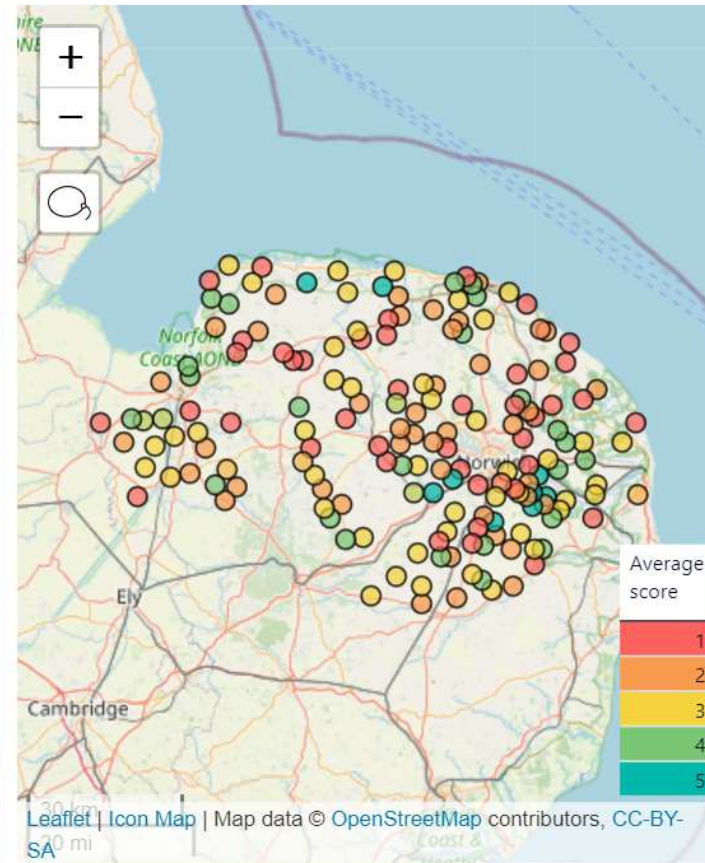 +
−
Norfolk
Coast AONB
Norwich
Ely
Cambridge
Average
score
1
2
3
4
5
30 km
20 mi
Leaflet | Icon Map | Map data © OpenStreetMap contributors, CC-BY-
SA
Coast &